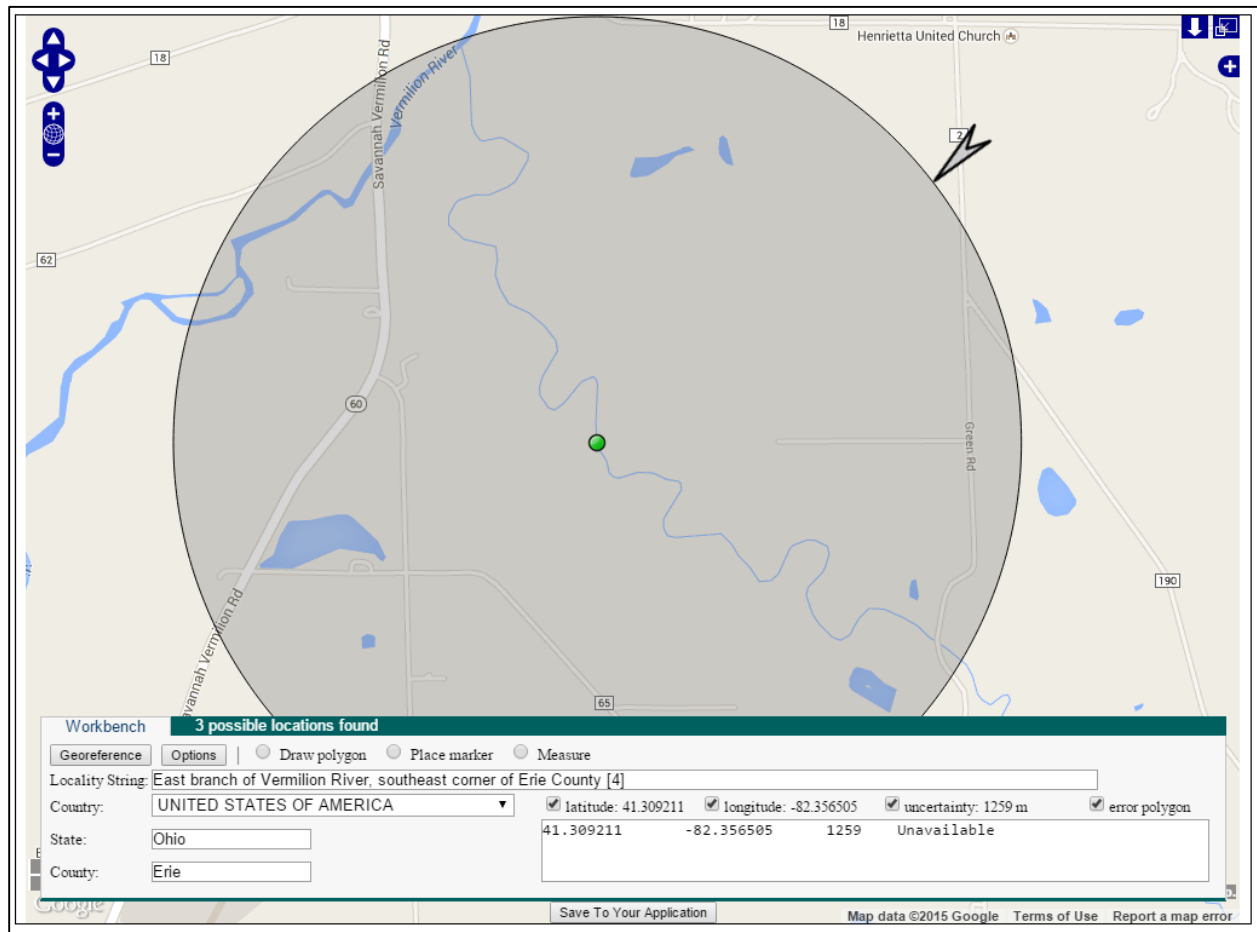 18
Henrietta United Church
18
Savannah Vermilion Rd
Vermilion River
2
62
60
Green Rd
190
Savannah Vermilion Rd
65
Workbench 3 possible locations found
Georeference Options | Draw polygon Place marker Measure
Locality String: East branch of Vermilion River, southeast corner of Erie County [4]
Country: UNITED STATES OF AMERICA latitude: 41.309211 longitude: -82.356505 uncertainty: 1259 m error polygon
41.309211 -82.356505 1259 Unavailable
State: Ohio
County: Erie
Google
Save To Your Application
Map data ©2015 Google Terms of Use Report a map error